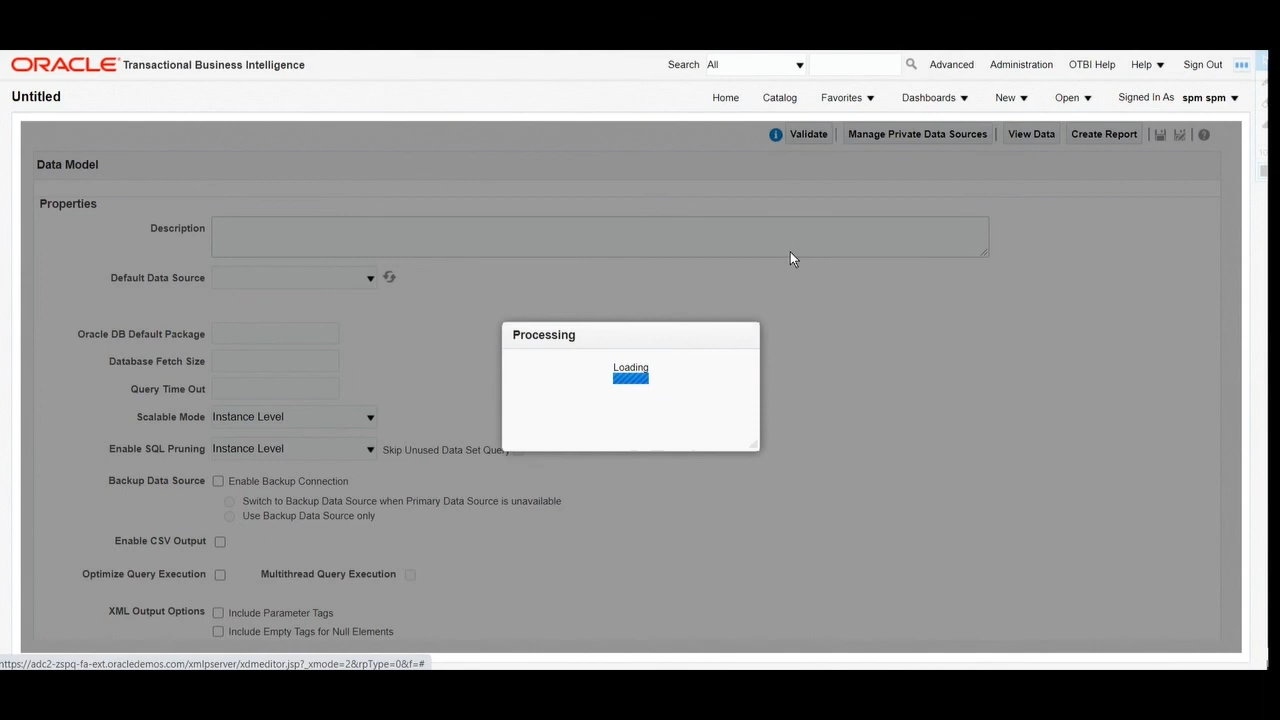 ORACLE Transactional Business Intelligence Search All Advanced Administration OTBI Help Help Sign Out
Untitled Home Catalog Favorites Dashboards New Open Signed In As spm spm
Validate Manage Private Data Sources View Data Create Report
Data Model
Properties
Description
Default Data Source
Oracle DB Default Package
Processing
Database Fetch Size
Loading
Query Time Out
Scalable Mode Instance Level
Enable SQL Pruning Instance Level Skip Unused Data Set Query
Backup Data Source Enable Backup Connection
Switch to Backup Data Source when Primary Data Source is unavailable
Use Backup Data Source only
Enable CSV Output
Optimize Query Execution Multithread Query Execution
XML Output Options Include Parameter Tags
Include Empty Tags for Null Elements
https://adc2-zspq-fa-ext.oracledemos.com/xmlpserver/xdmeditor.jsp?_xmode=2&rpType=0&f=#